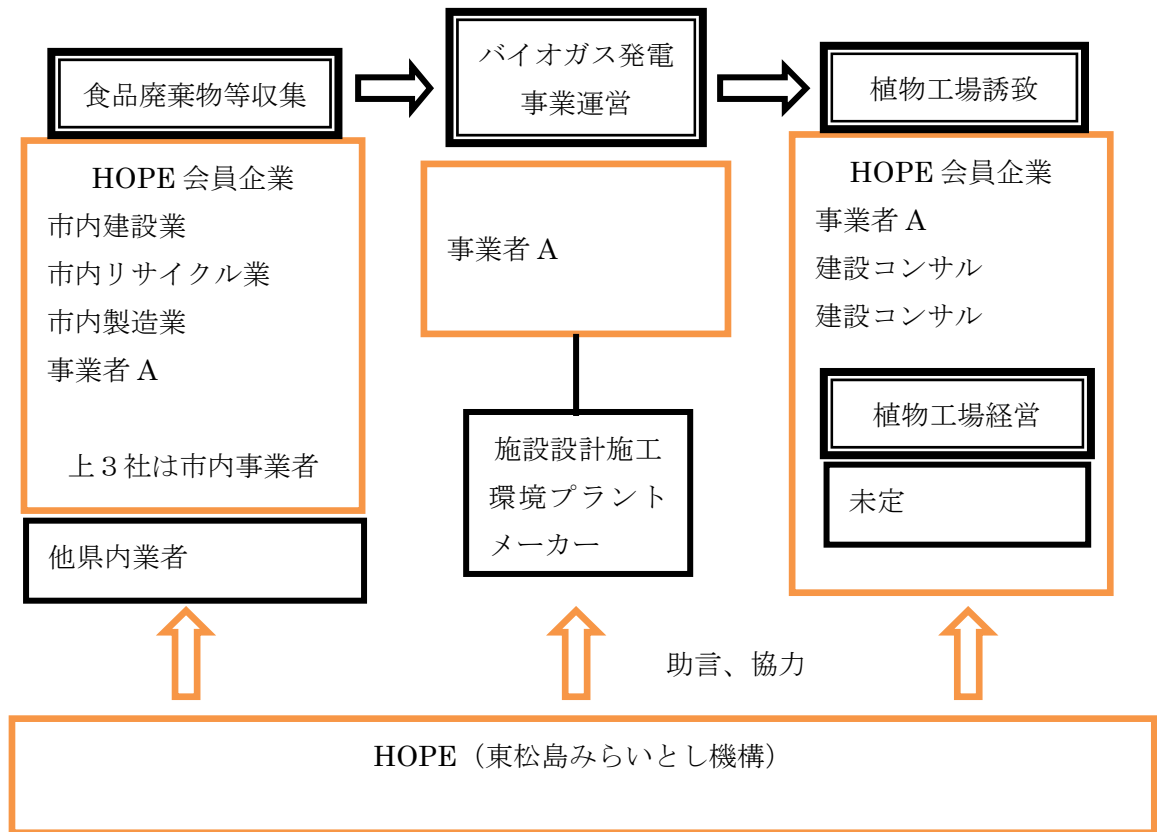 食品廃棄物等収集
HOPE 会員企業
市内建設業
市内リサイクル業
市内製造業
事業者 A
上３社は市内事業者
他県内業者
バイオガス発電
事業運営
事業者 A
施設設計施工
環境プラント
メーカー
植物工場誘致
HOPE 会員企業
事業者 A
建設コンサル
建設コンサル
植物工場経営
未定
助言、協力
HOPE（東松島みらいとし機構）